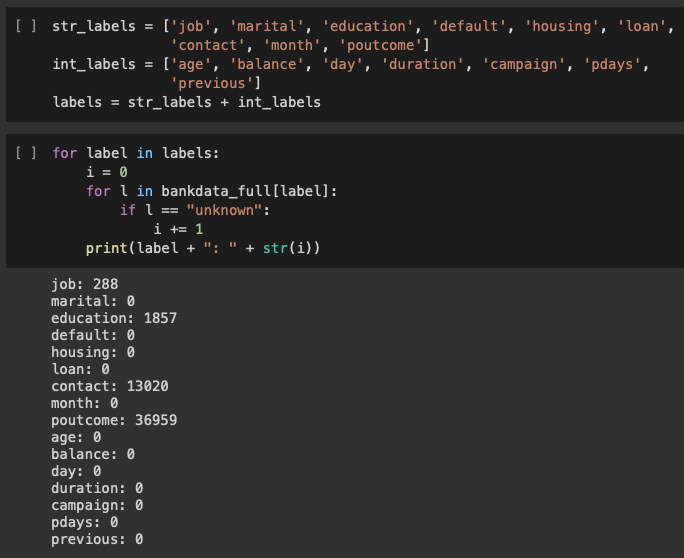 [ ] str_labels = ['job', 'marital', 'education', 'default', 'housing', 'loan',
'contact', 'month', 'poutcome']
int_labels = ['age', 'balance', 'day', 'duration', 'campaign', 'pdays',
'previous']
labels = str_labels + int_labels
[ ] for label in labels:
i = 0
for l in bankdata_full[label]:
if l == "unknown":
i += 1
print(label + ": " + str(i))
job: 288
marital: 0
education: 1857
default: 0
housing: 0
loan: 0
contact: 13020
month: 0
poutcome: 36959
age: 0
balance: 0
day: 0
duration: 0
campaign: 0
pdays: 0
previous: 0